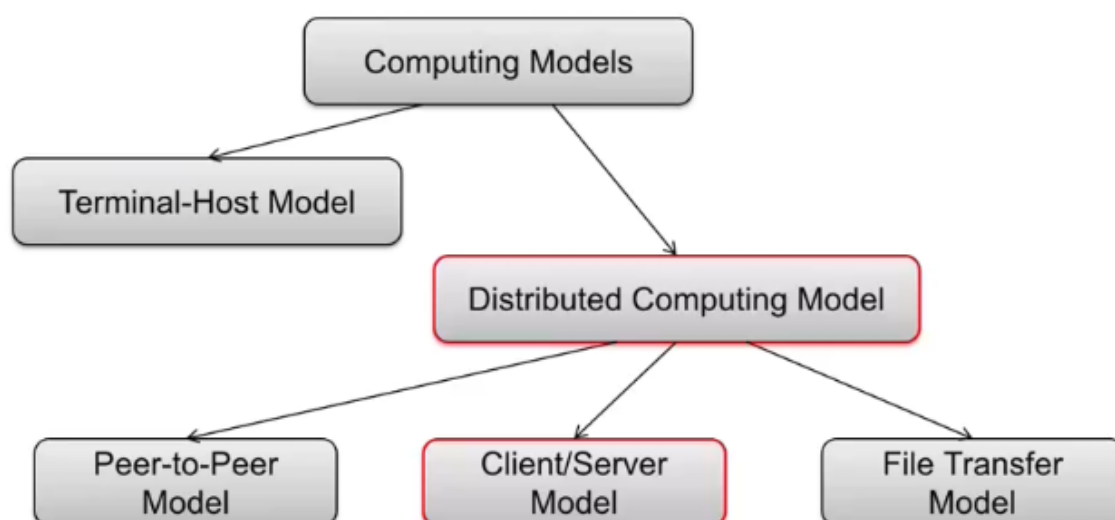 Computing Models
Terminal-Host Model
Distributed Computing Model
Peer-to-Peer
Model
Client/Server
Model
File Transfer
Model